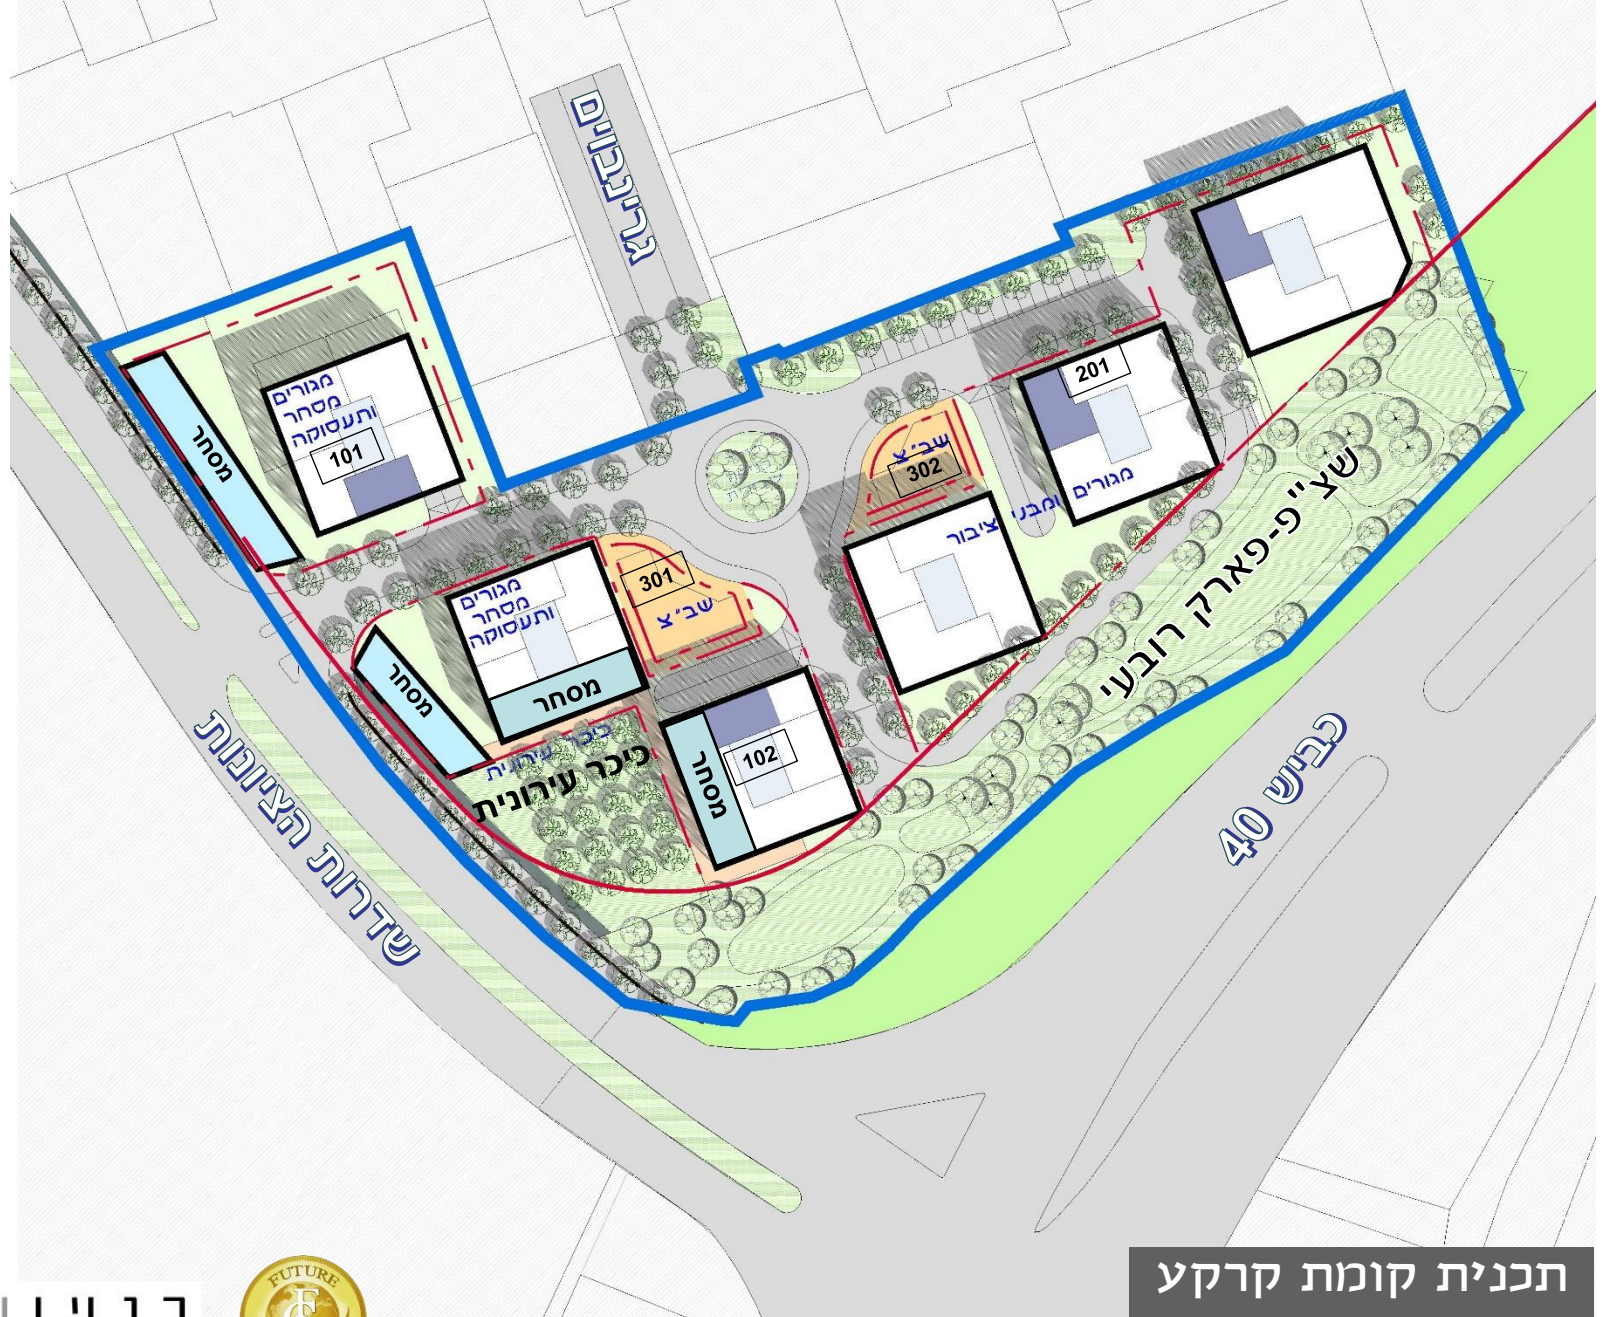 גרינבוים
201
מגורים
מסחר
ותעסוקה
101
מסחר
שב'צ
302
מגורים ומבני ציבור
שצ"פ-פארק רובעי
301
שב'צ
מגורים
מסחר
ותעסוקה
מסחר
מסחר
כיכר עירונית
כיכר עירונית
מסחר
102
שדרות הציונות
כביש 40
תכנית קומת קרקע
FUTURE